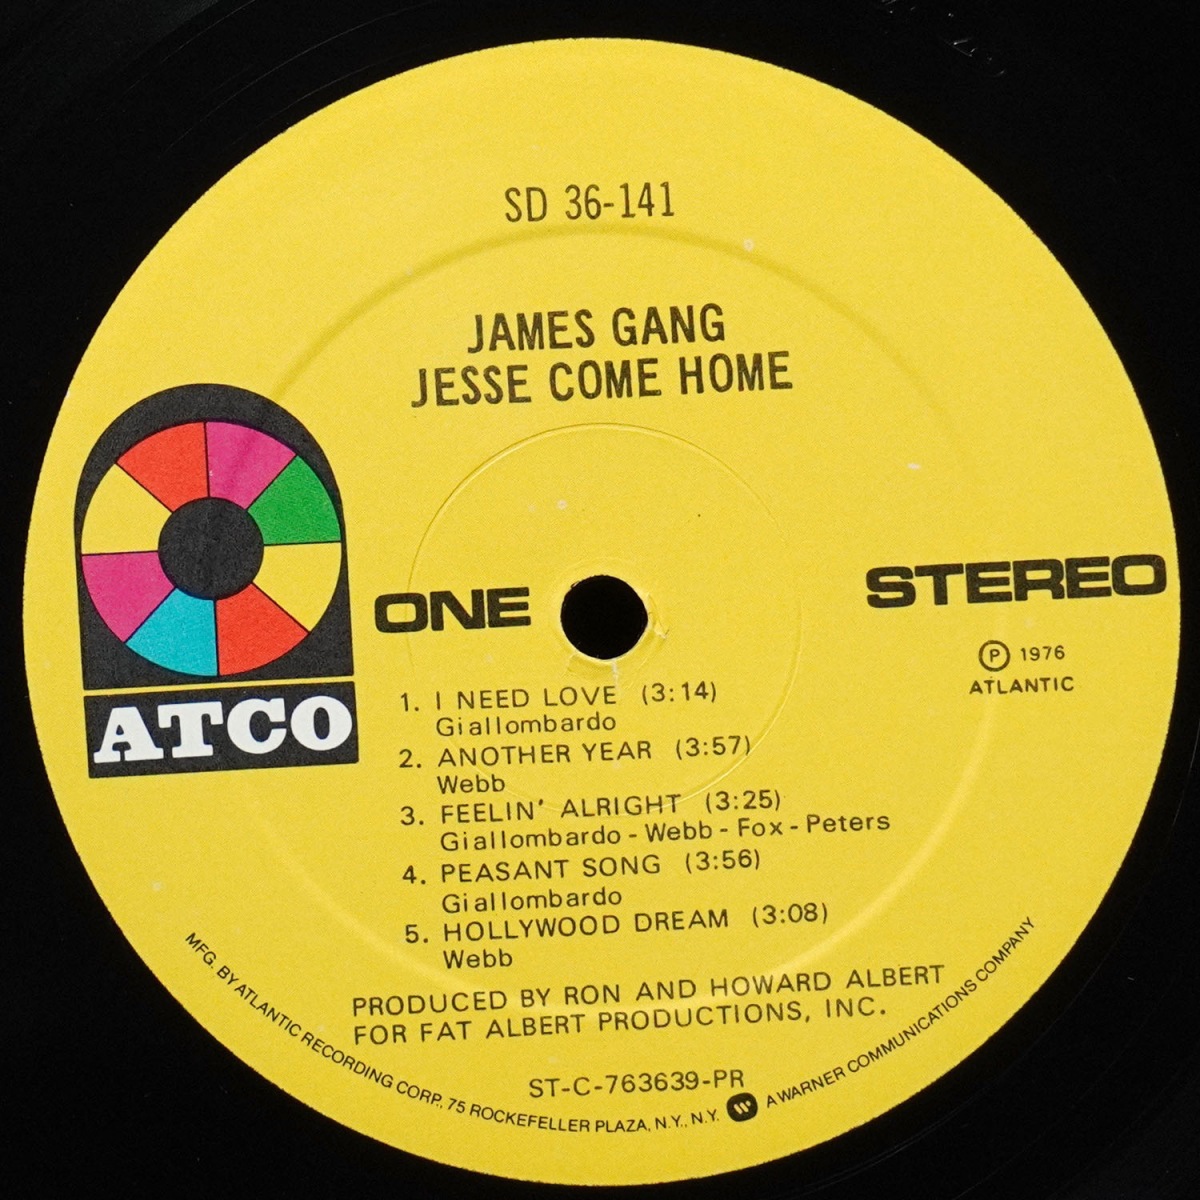 SD 36-141
JAMES GANG
JESSE COME HOME
ATCO
ONE
STEREO
Ⓟ 1976
ATLANTIC
1. I NEED LOVE (3:14)
Giallombardo
2. ANOTHER YEAR (3:57)
Webb
3. FEELIN' ALRIGHT (3:25)
Giallombardo - Webb - Fox - Peters
4. PEASANT SONG (3:56)
Giallombardo
5. HOLLYWOOD DREAM (3:08)
Webb
PRODUCED BY RON AND HOWARD ALBERT
FOR FAT ALBERT PRODUCTIONS, INC.
ST-C-763639-PR
MFG. BY ATLANTIC RECORDING CORP., 75 ROCKEFELLER PLAZA, N.Y., N.Y. W A WARNER COMMUNICATIONS COMPANY